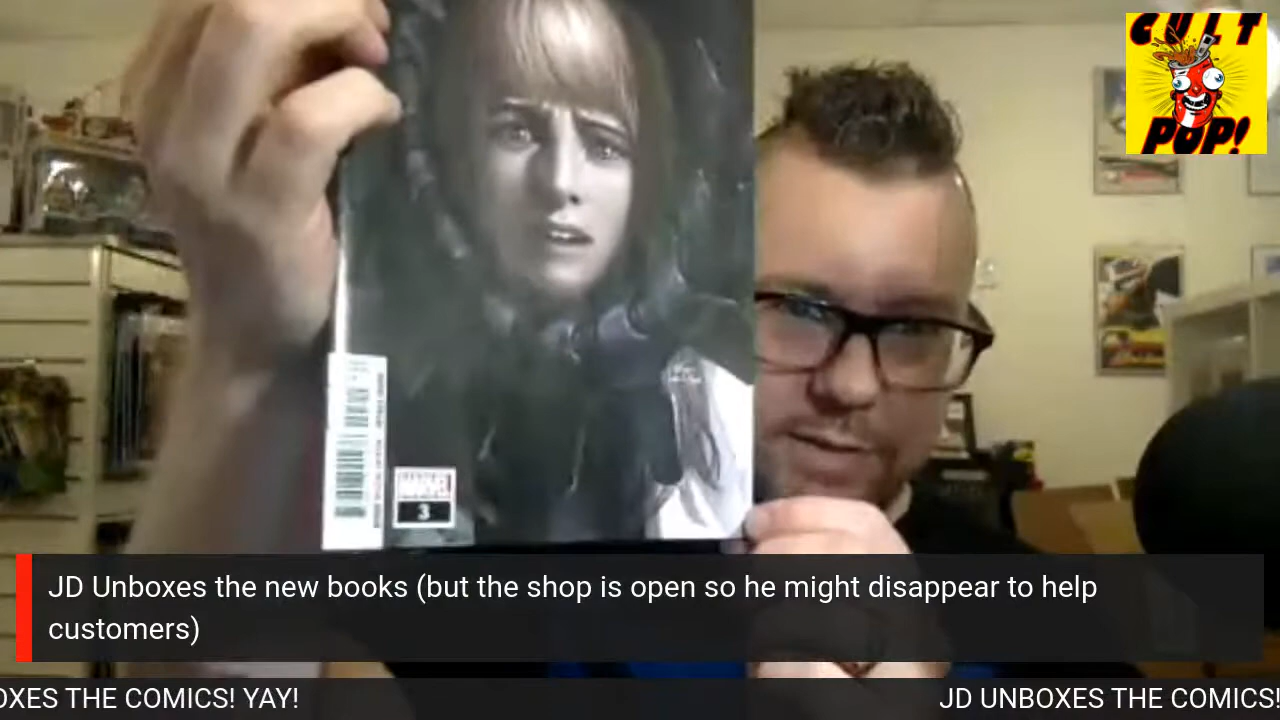 CULT
POP!
MARVEL
3
JD Unboxes the new books (but the shop is open so he might disappear to help
customers)
OXES THE COMICS! YAY!
JD UNBOXES THE COMICS!